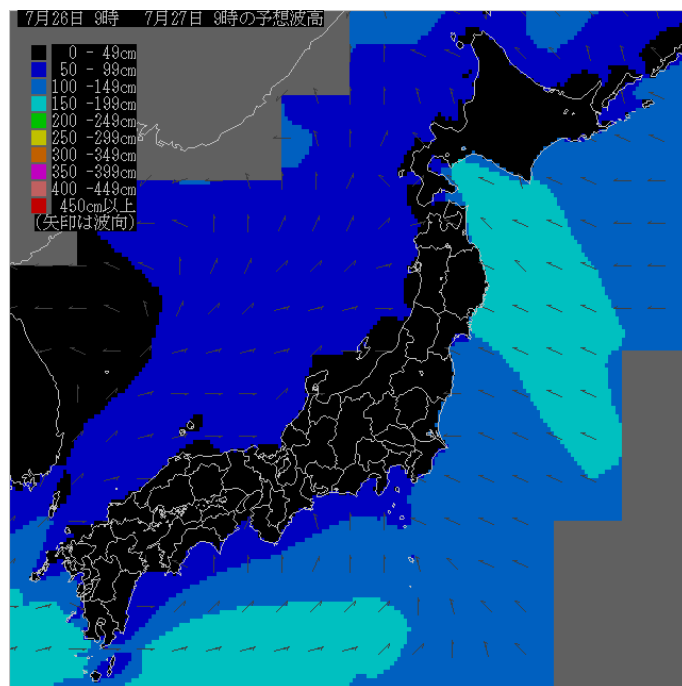 7月26日 9時 7月27日 9時の予想波高
0 - 49cm
50 - 99cm
100 -149cm
150 -199cm
200 -249cm
250 -299cm
300 -349cm
350 -399cm
400 -449cm
450cm以上
(矢印は波向)